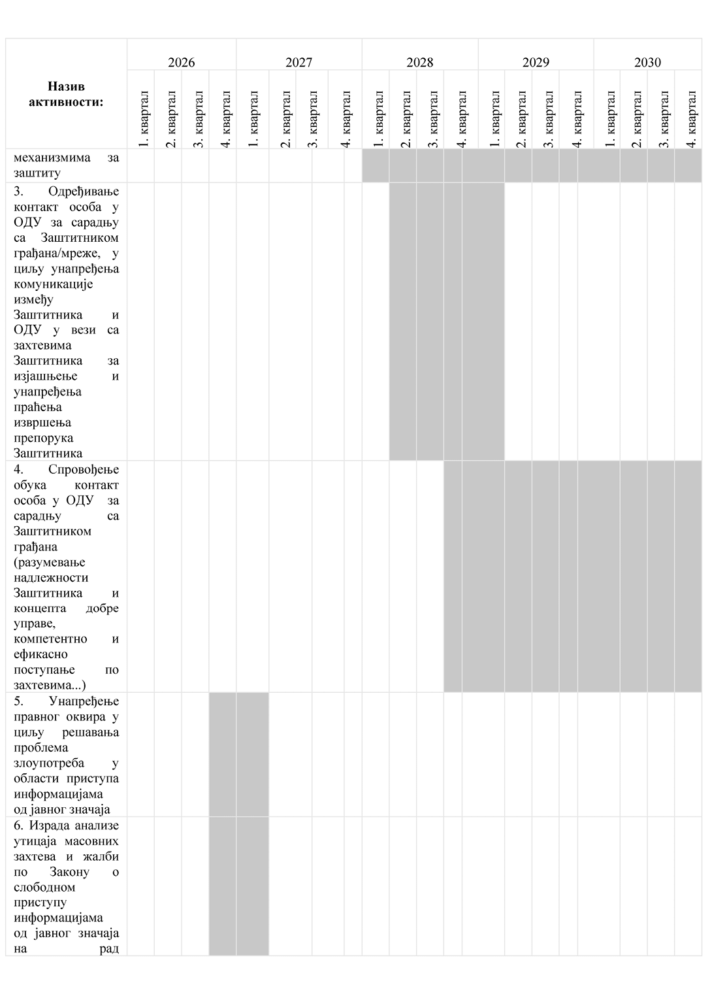 Назив
активности:
2026
2027
2028
2029
2030
1. квартал
2. квартал
3. квартал
4. квартал
1. квартал
2. квартал
3. квартал
4. квартал
1. квартал
2. квартал
3. квартал
4. квартал
1. квартал
2. квартал
3. квартал
4. квартал
1. квартал
2. квартал
3. квартал
4. квартал
механизмима за
заштиту
3. Одређивање
контакт особа у
ОДУ за сарадњу
са Заштитником
грађана/мреже, у
циљу унапређења
комуникације
између
Заштитника и
ОДУ у вези са
захтевима
Заштитника за
изјашњење и
унапређења
праћења
извршења
препорука
Заштитника
4. Спровођење
обука контакт
особа у ОДУ за
сарадњу са
Заштитником
грађана
(разумевање
надлежности
Заштитника и
концепта добре
управе,
компетентно и
ефикасно
поступање по
захтевима...)
5. Унапређење
правног оквира у
циљу решавања
проблема
злоупотреба у
области приступа
информацијама
од јавног значаја
6. Израда анализе
утицаја масовних
захтева и жалби
по Закону о
слободном
приступу
информацијама
од јавног значаја
на рад